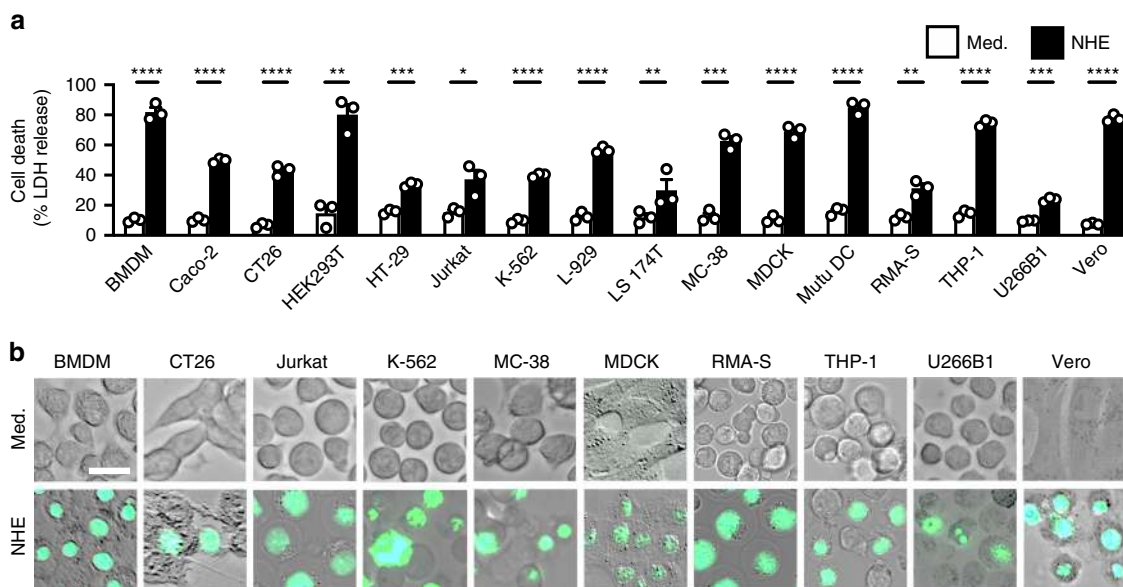 a
Med. NHE
**** **** **** ** *** * **** **** ** *** **** **** ** **** *** ****
Cell death
(% LDH release)
100
80
60
40
20
0
BMDM Caco-2 CT26 HEK293T HT-29 Jurkat K-562 L-929 LS 174T MC-38 MDCK Mutu DC RMA-S THP-1 U266B1 Vero
b
BMDM CT26 Jurkat K-562 MC-38 MDCK RMA-S THP-1 U266B1 Vero
Med.
NHE